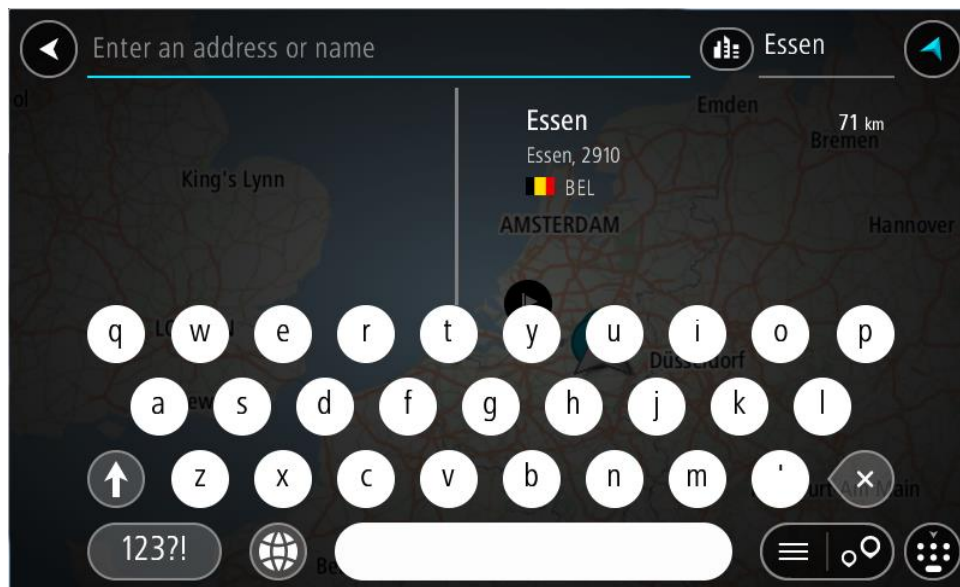 Enter an address or name
Essen
Essen
71 km
Essen, 2910
BEL
Emden
Bremen
King's Lynn
AMSTERDAM
Hannover
q w e r t y u i o p
Düsseldorf
a s d f g h j k l
z x c v b n m '
123?!